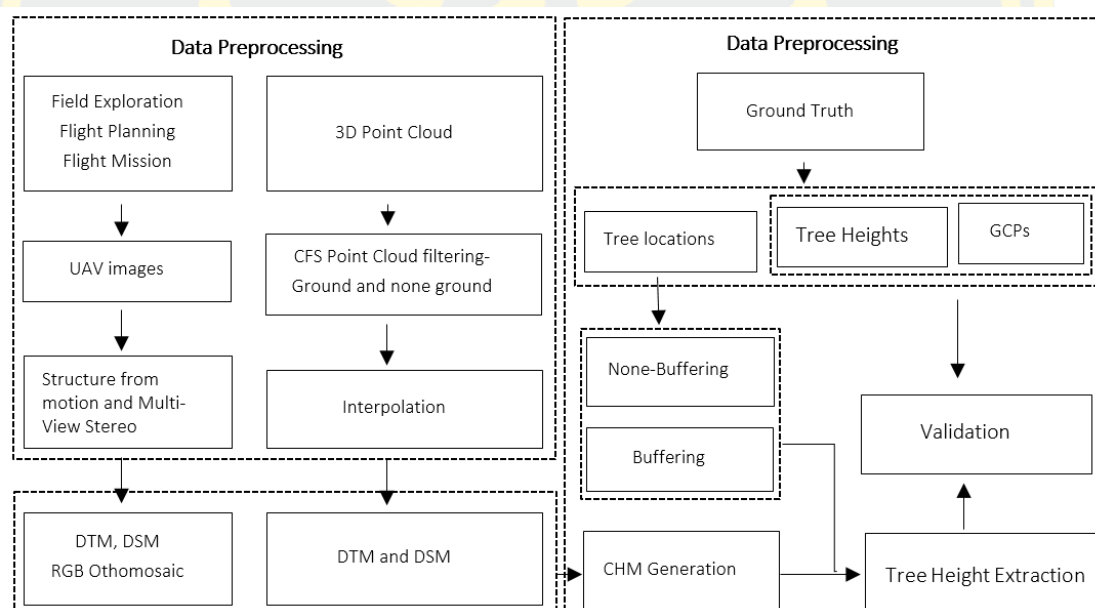 Data Preprocessing
Field Exploration
Flight Planning
Flight Mission
3D Point Cloud
UAV images
CFS Point Cloud filtering-
Ground and none ground
Structure from
motion and Multi-
View Stereo
Interpolation
DTM, DSM
RGB Othomosaic
DTM and DSM
Data Preprocessing
Ground Truth
Tree locations
Tree Heights
GCPs
None-Buffering
Buffering
Validation
CHM Generation
Tree Height Extraction